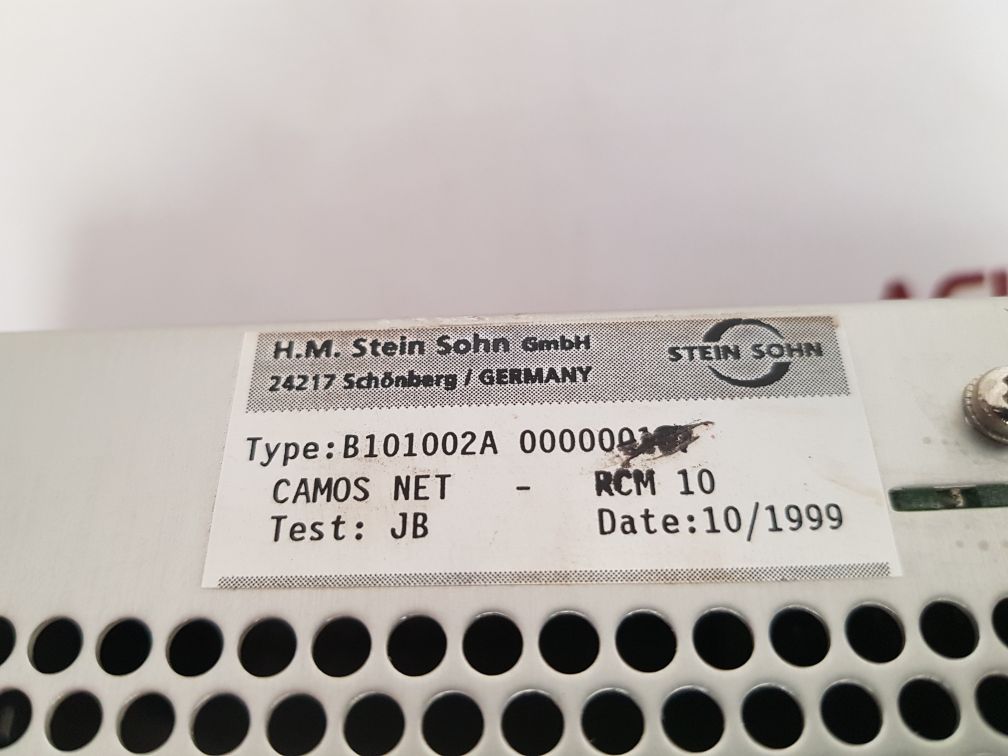 H.M. Stein Sohn GmbH
STEIN SOHN
24217 Schönberg / GERMANY
Type:B101002A
CAMOS NET - RCM 10
Test: JB Date:10/1999